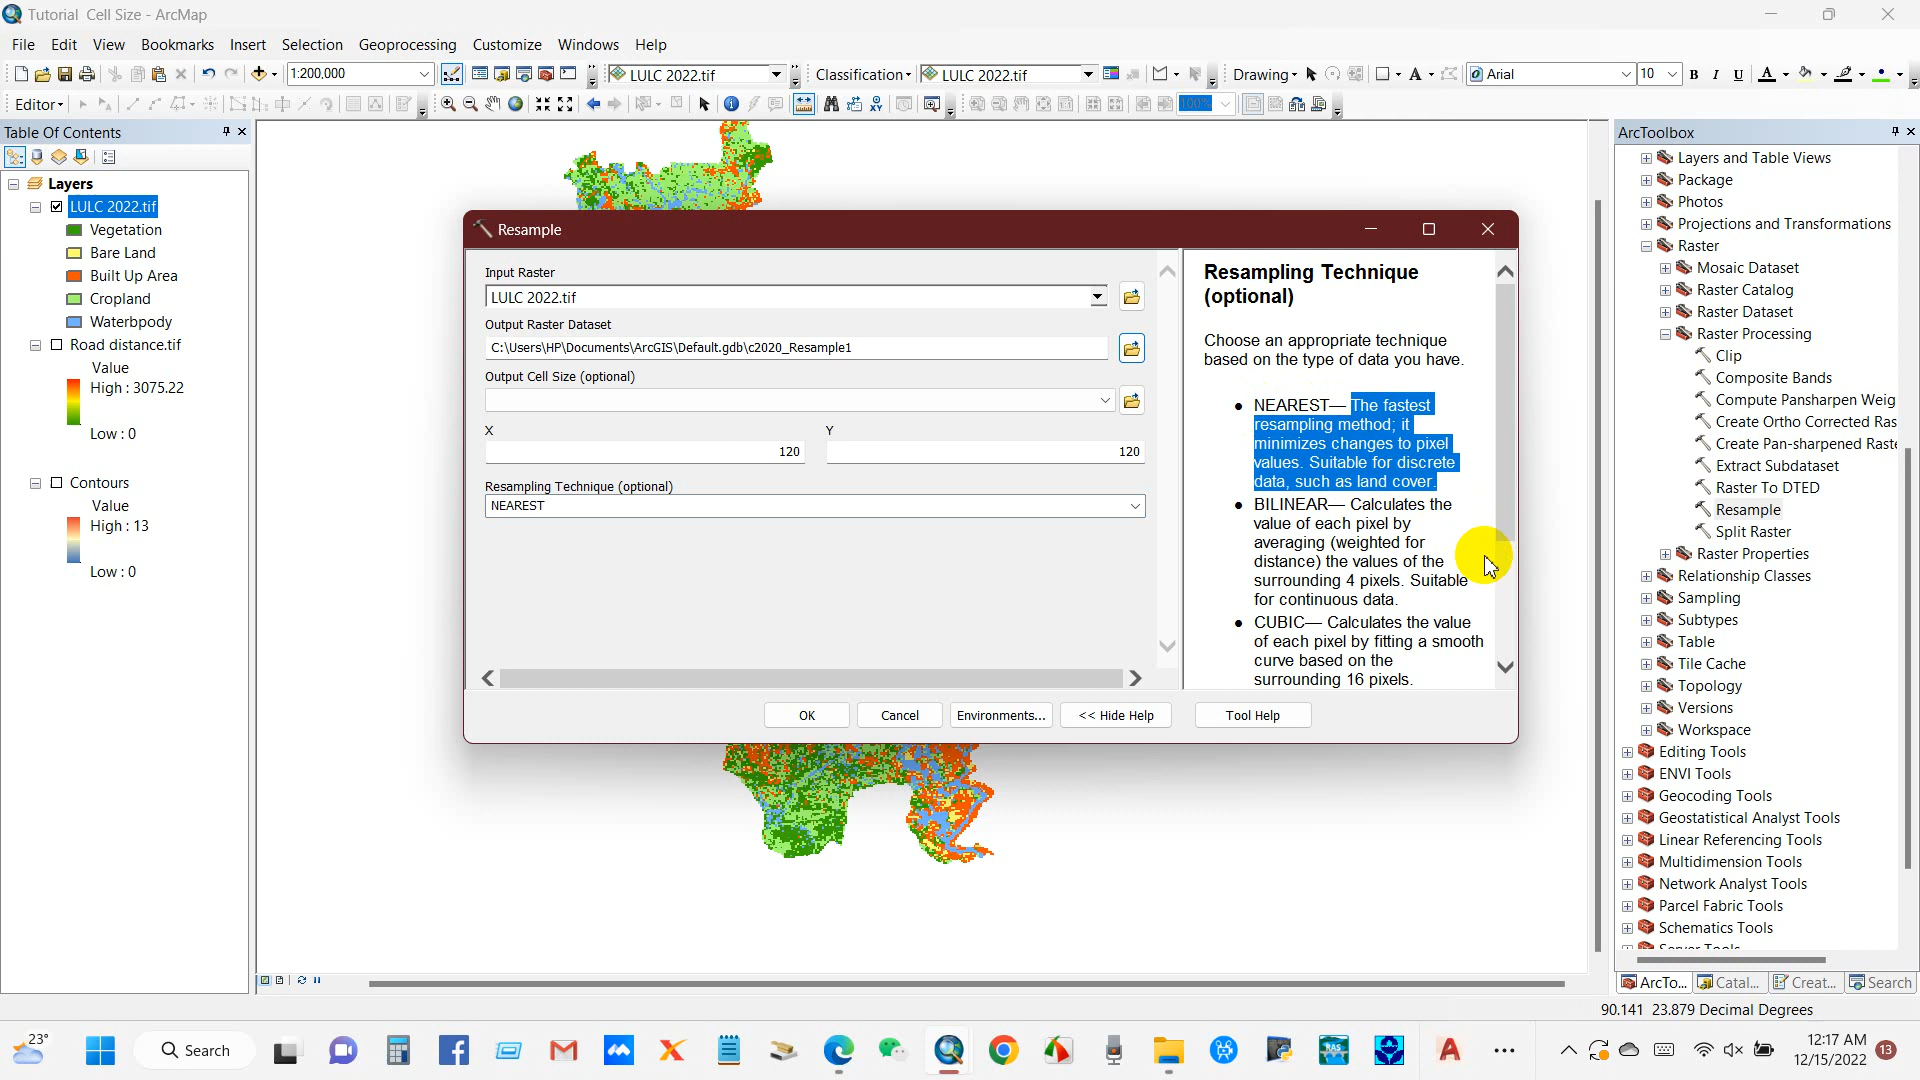 Tutorial Cell Size - ArcMap
File Edit View Bookmarks Insert Selection Geoprocessing Customize Windows Help
1:200,000 LULC 2022.tif Classification LULC 2022.tif Drawing Arial 10 B I U A
Editor 100%
Table Of Contents
Layers
LULC 2022.tif
Vegetation
Bare Land
Built Up Area
Cropland
Waterbpody
Road distance.tif
Value
High : 3075.22
Low : 0
Contours
Value
High : 13
Low : 0
Resample
Input Raster
LULC 2022.tif
Output Raster Dataset
C:\Users\HP\Documents\ArcGIS\Default.gdb\c2020_Resample1
Output Cell Size (optional)
X Y
120 120
Resampling Technique (optional)
NEAREST
OK Cancel Environments... << Hide Help Tool Help
Resampling Technique
(optional)
Choose an appropriate technique
based on the type of data you have.
• NEAREST— The fastest
resampling method; it
minimizes changes to pixel
values. Suitable for discrete
data, such as land cover.
• BILINEAR— Calculates the
value of each pixel by
averaging (weighted for
distance) the values of the
surrounding 4 pixels. Suitable
for continuous data.
• CUBIC— Calculates the value
of each pixel by fitting a smooth
curve based on the
surrounding 16 pixels.
ArcToolbox
Layers and Table Views
Package
Photos
Projections and Transformations
Raster
Mosaic Dataset
Raster Catalog
Raster Dataset
Raster Processing
Clip
Composite Bands
Compute Pansharpen Weig
Create Ortho Corrected Ras
Create Pan-sharpened Raste
Extract Subdataset
Raster To DTED
Resample
Split Raster
Raster Properties
Relationship Classes
Sampling
Subtypes
Table
Tile Cache
Topology
Versions
Workspace
Editing Tools
ENVI Tools
Geocoding Tools
Geostatistical Analyst Tools
Linear Referencing Tools
Multidimension Tools
Network Analyst Tools
Parcel Fabric Tools
Schematics Tools
Server Tools
ArcTo... Catal... Creat... Search
90.141 23.879 Decimal Degrees
23°
Search
12:17 AM
12/15/2022
13